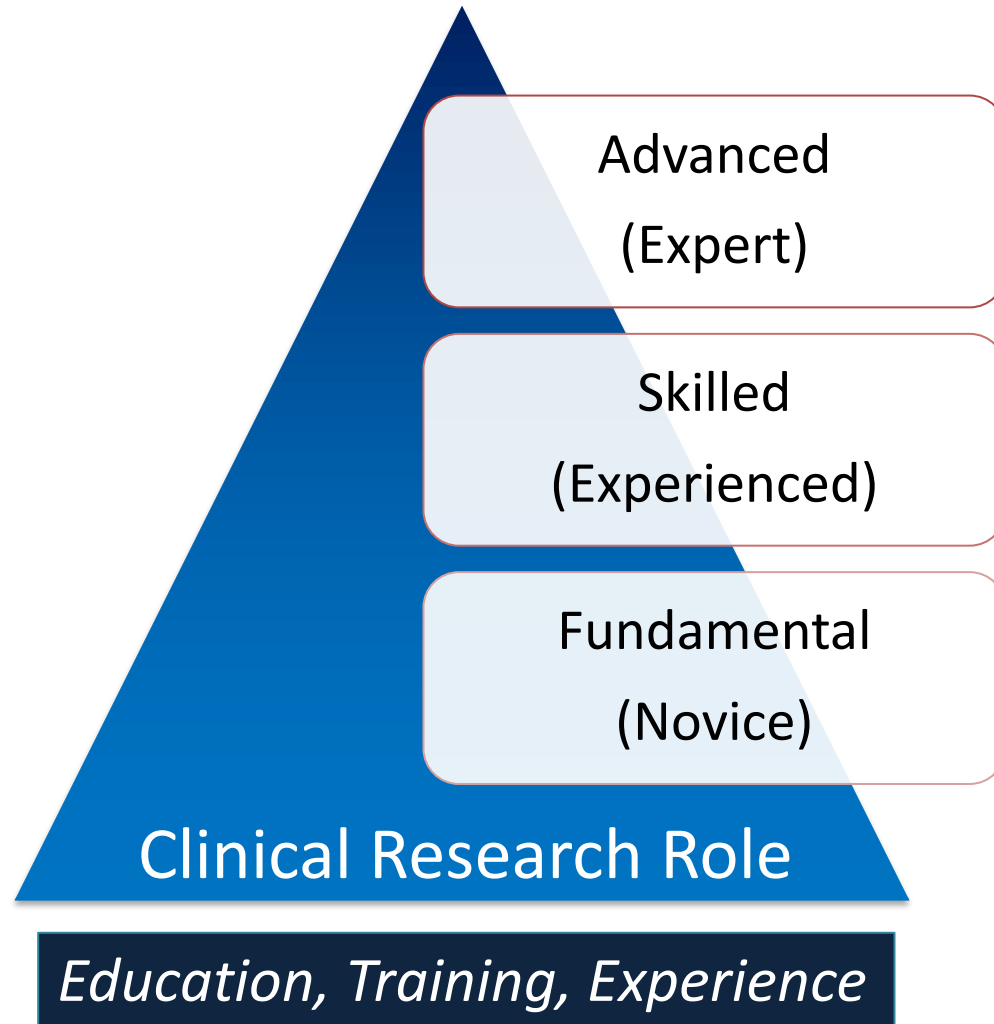 Advanced
(Expert)
Skilled
(Experienced)
Fundamental
(Novice)
Clinical Research Role
Education, Training, Experience